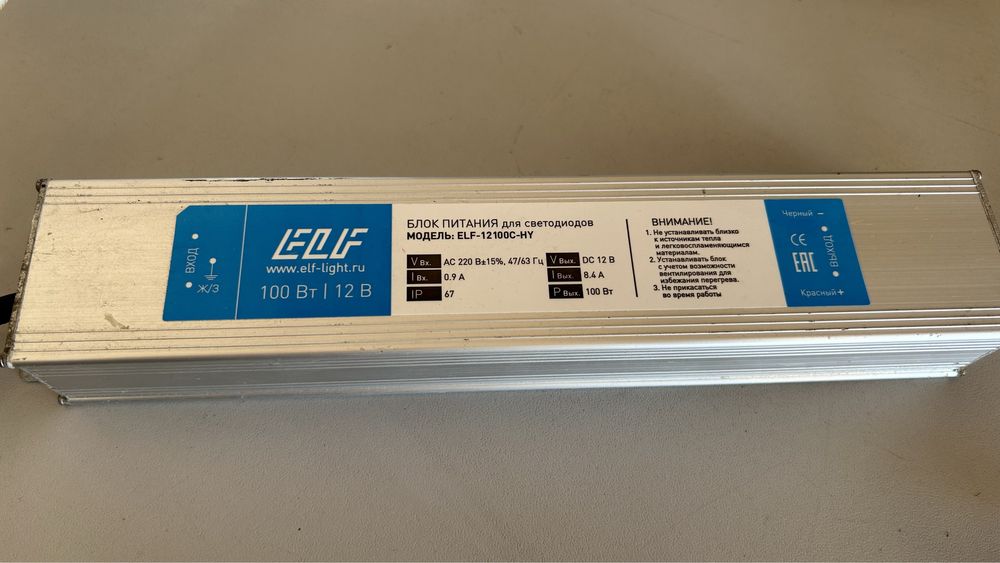 ВХОД
Ж/З
ELF
www.elf-light.ru
100 Вт | 12 В
БЛОК ПИТАНИЯ для светодиодов
МОДЕЛЬ: ELF-12100C-HY
V Вх. AC 220 В±15%, 47/63 Гц
I Вх. 0.9 А
IP 67
V Вых. DC 12 В
I Вых. 8.4 А
P Вых. 100 Вт
ВНИМАНИЕ!
1. Не устанавливать близко
к источникам тепла
и легковоспламеняющимся
материалам.
2. Устанавливать блок
с учетом возможности
вентилирования для
избежания перегрева.
3. Не прикасаться
во время работы
Черный −
CE
EAC
ВЫХОД
Красный +